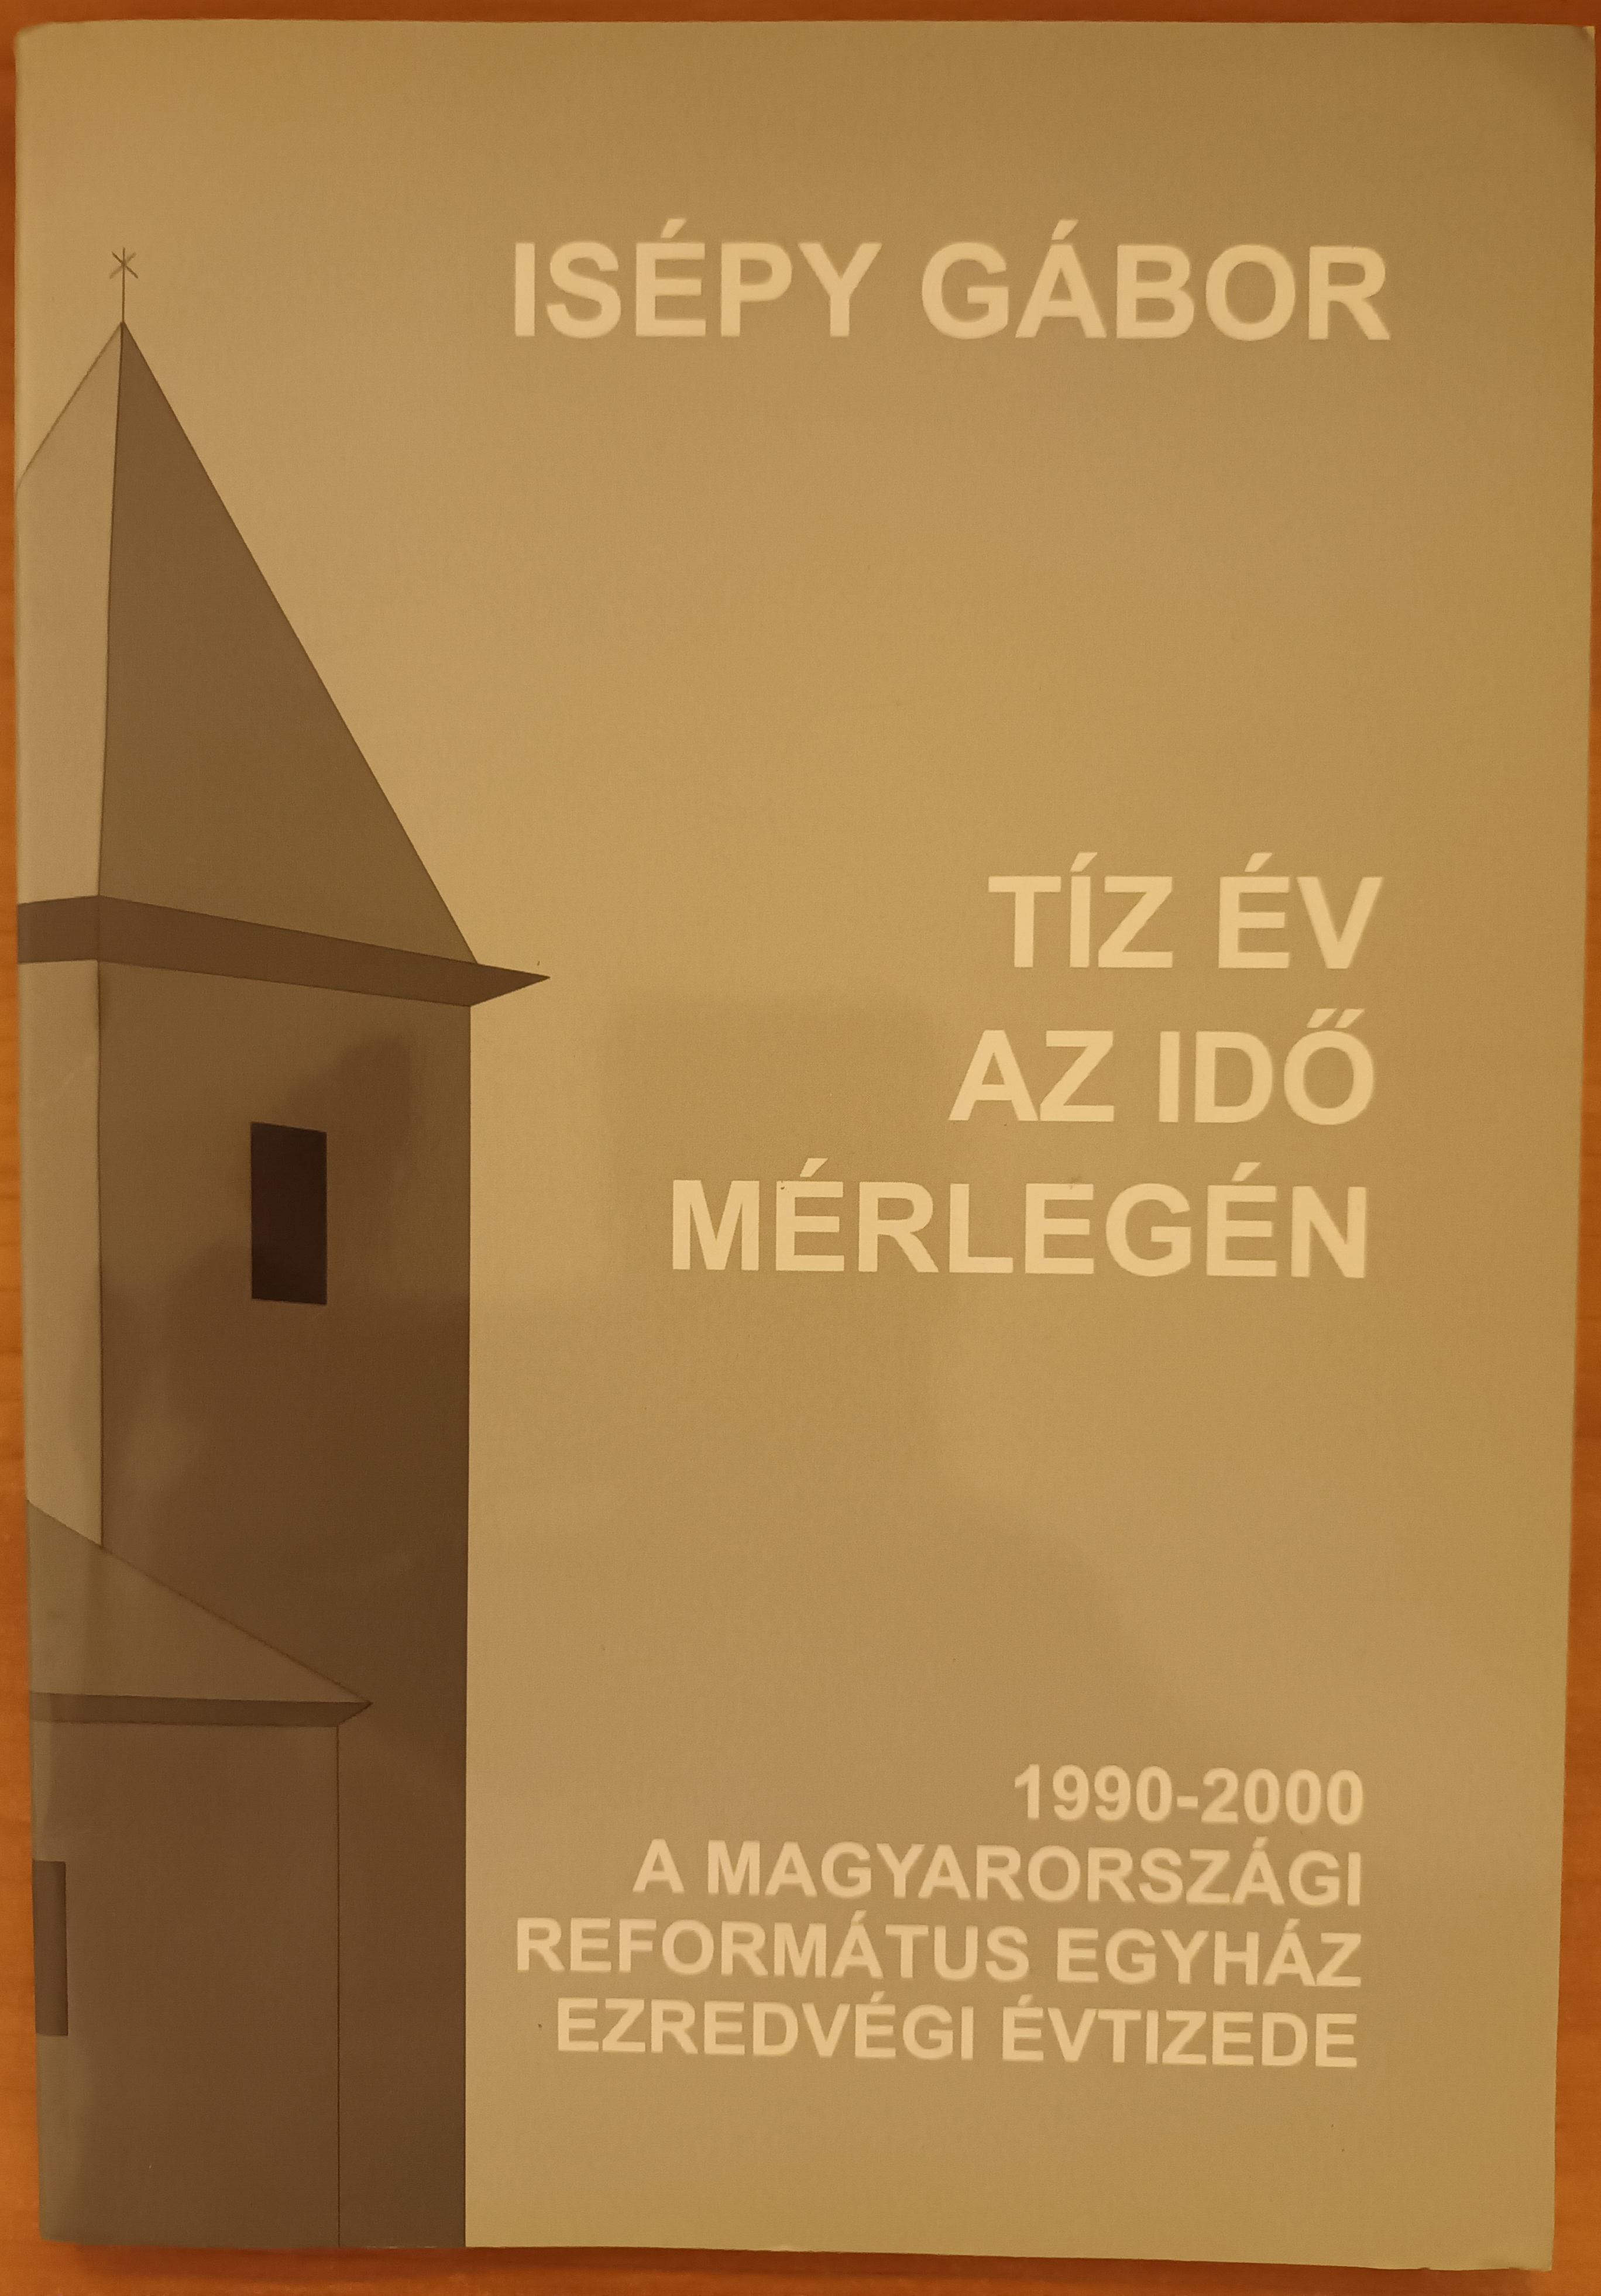 ISÉPY GÁBOR
TÍZ ÉV
AZ IDŐ
MÉRLEGÉN
1990-2000
A MAGYARORSZÁGI
REFORMÁTUS EGYHÁZ
EZREDVÉGI ÉVTIZEDE